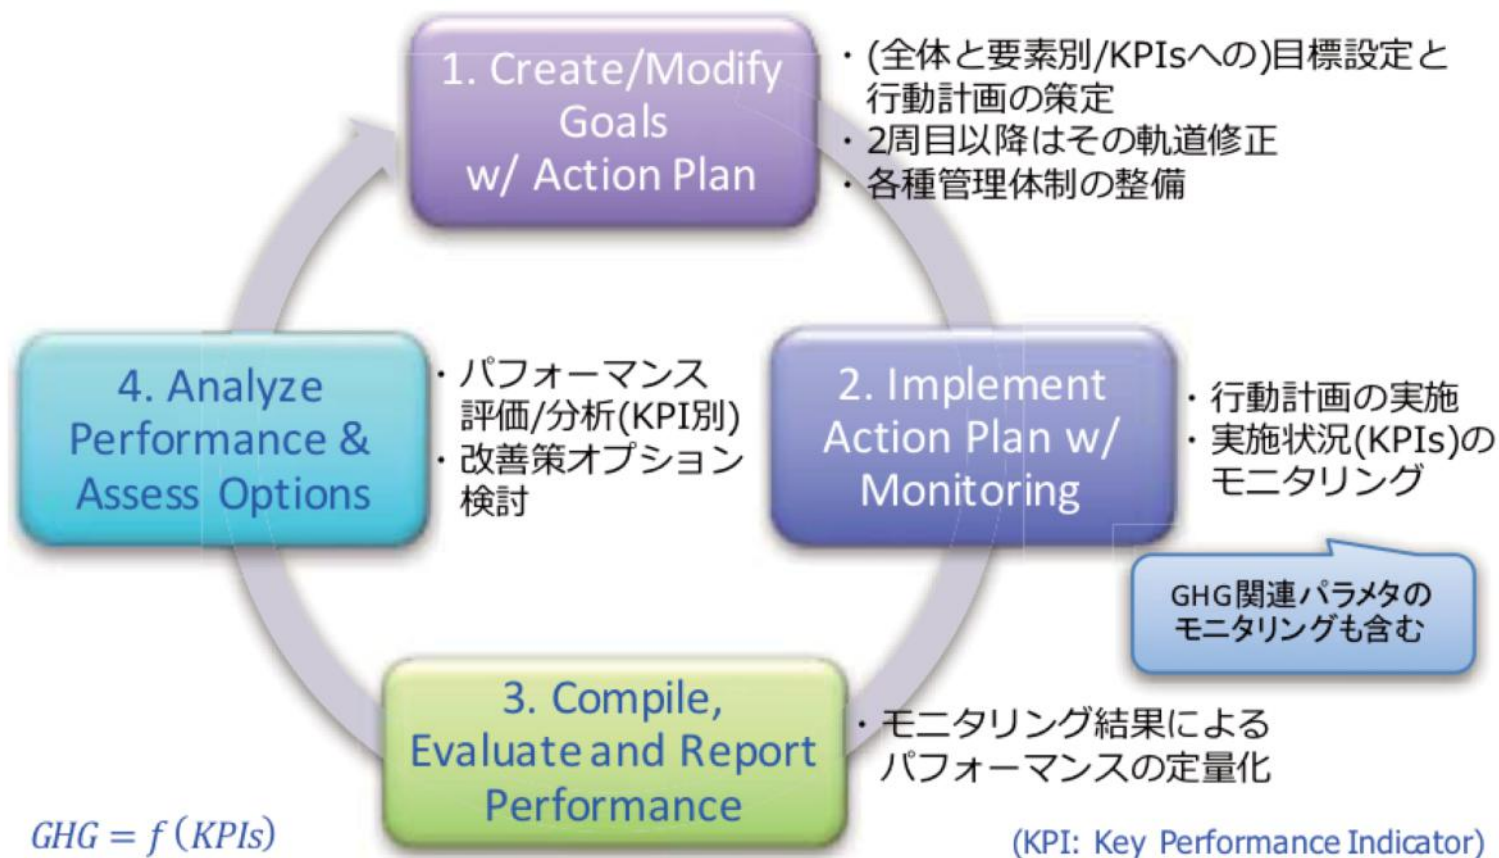 1. Create/Modify
Goals
w/ Action Plan
・(全体と要素別/KPIsへの)目標設定と
行動計画の策定
・2周目以降はその軌道修正
・各種管理体制の整備
2. Implement
Action Plan w/
Monitoring
・行動計画の実施
・実施状況(KPIs)の
モニタリング
GHG関連パラメタの
モニタリングも含む
3. Compile,
Evaluate and Report
Performance
・モニタリング結果による
パフォーマンスの定量化
4. Analyze
Performance &
Assess Options
・パフォーマンス
評価/分析(KPI別)
・改善策オプション
検討
GHG = f (KPIs)
(KPI: Key Performance Indicator)